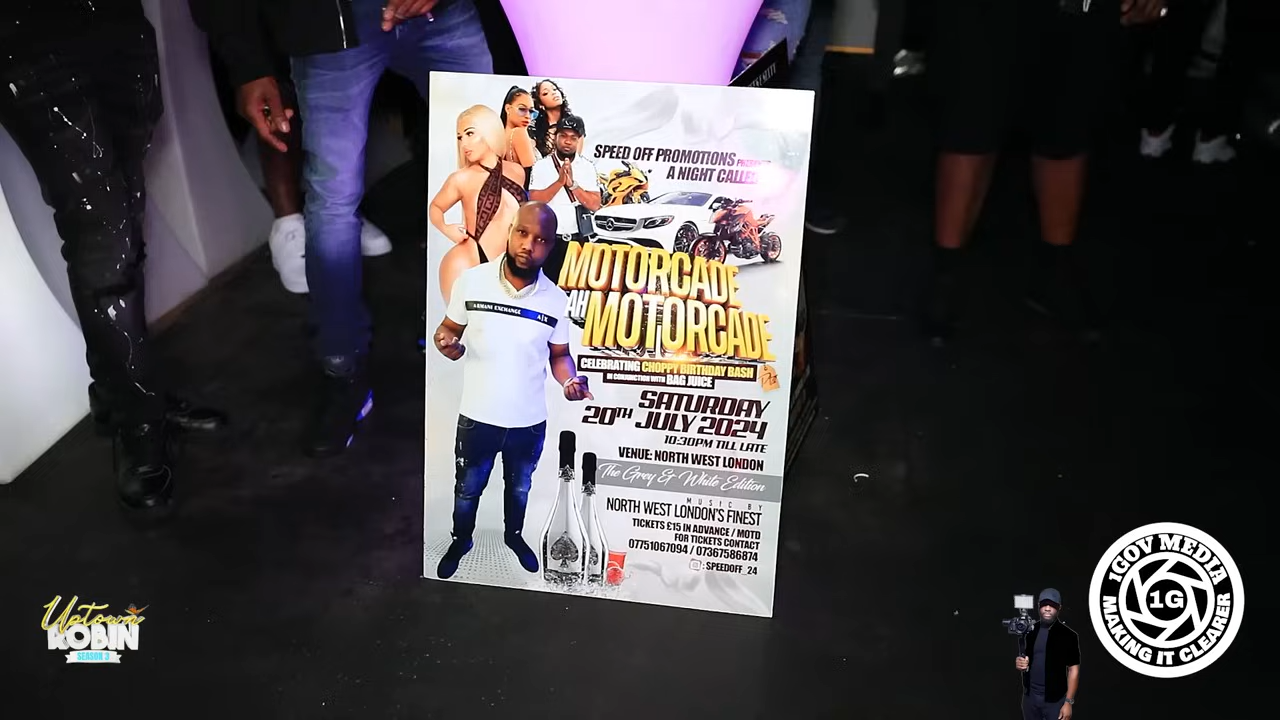 SPEED OFF PROMOTIONS
A NIGHT CALLED
ARMANI EXCHANGE A|X
MOTORCADE
AH MOTORCADE
CELEBRATING CHOPPY BIRTHDAY BASH
IN CONJUNCTION WITH BAG JUICE
SATURDAY
20TH JULY 2024
10:30PM TILL LATE
VENUE: NORTH WEST LONDON
The Grey & White Edition
MUSIC BY
NORTH WEST LONDON'S FINEST
TICKETS £15 IN ADVANCE / MOTD
FOR TICKETS CONTACT
07751067094 / 07367586874
: SPEEDOFF_24
Uptown
ROBIN
SEASON 3
1GOV MEDIA
1G
MAKING IT CLEARER